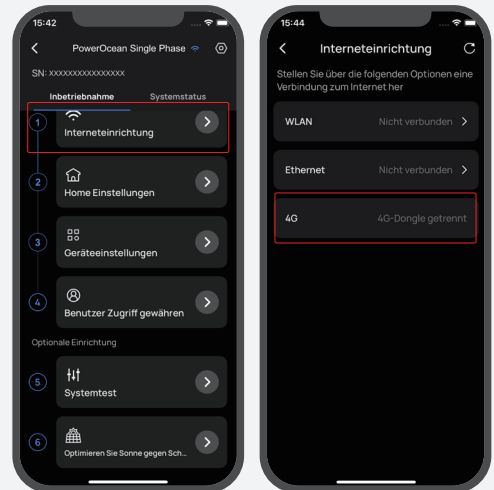 15:42
PowerOcean Single Phase
SN: XXXXXXXXXXXXXXX
Inbetriebnahme Systemstatus
1
Interneteinrichtung
2
Home Einstellungen
3
Geräteeinstellungen
4
Benutzer Zugriff gewähren
Optionale Einrichtung
5
Systemtest
6
Optimieren Sie Sonne gegen Sch...
15:44
Interneteinrichtung
Stellen Sie über die folgenden Optionen eine
Verbindung zum Internet her
WLAN Nicht verbunden
Ethernet Nicht verbunden
4G 4G-Dongle getrennt